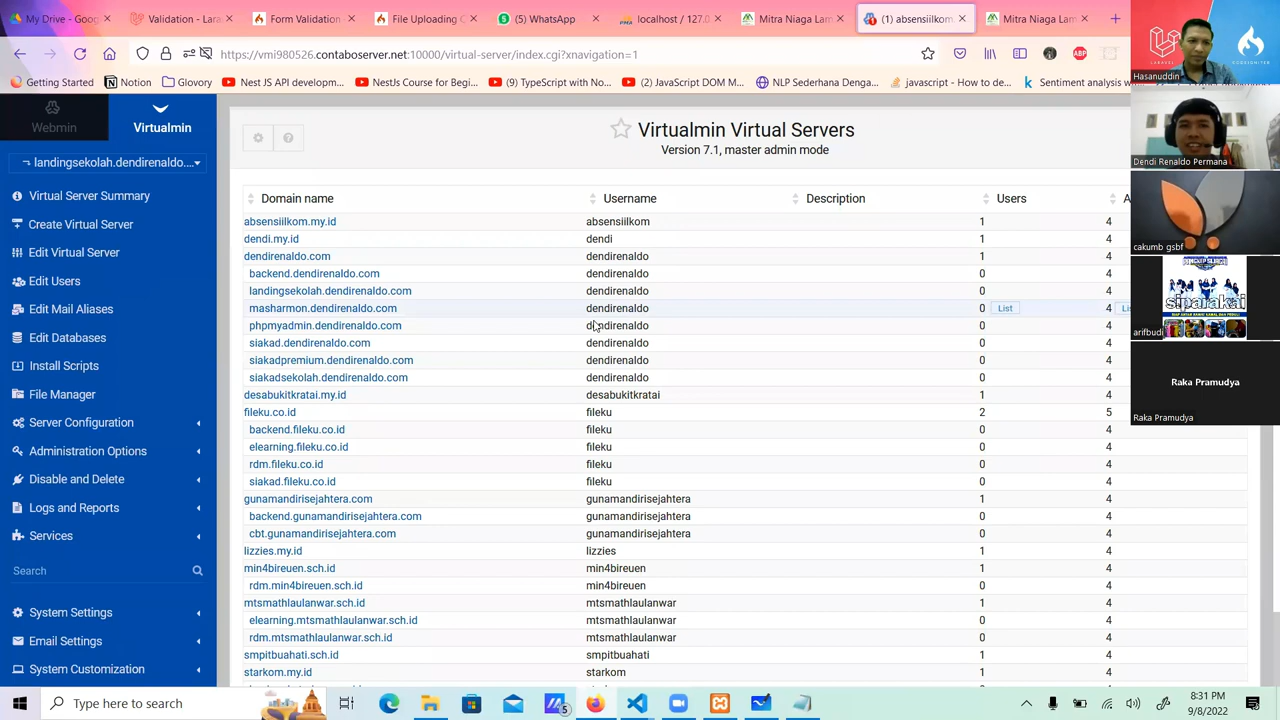 My Drive - Goog
Validation - Lara
Form Validation
File Uploading C
(5) WhatsApp
localhost / 127.0
Mitra Niaga Lam
(1) absensiilkom.
Mitra Niaga Lam
https://vmi980526.contaboserver.net:10000/virtual-server/index.cgi?xnavigation=1
ABP
Getting Started
Notion
Glovory
Nest JS API developm...
NestJs Course for Begin
(9) TypeScript with No...
(2) JavaScript DOM M...
NLP Sederhana Denga...
javascript - How to de...
Sentiment analysis w
Webmin
Virtualmin
landingsekolah.dendirenaldo....
Virtual Server Summary
Create Virtual Server
Edit Virtual Server
Edit Users
Edit Mail Aliases
Edit Databases
Install Scripts
File Manager
Server Configuration
Administration Options
Disable and Delete
Logs and Reports
Services
Search
System Settings
Email Settings
System Customization
Virtualmin Virtual Servers
Version 7.1, master admin mode
Domain name Username Description Users A
absensiilkom.my.id absensiilkom 1 4
dendi.my.id dendi 1 4
dendirenaldo.com dendirenaldo 1 4
backend.dendirenaldo.com dendirenaldo 0 4
landingsekolah.dendirenaldo.com dendirenaldo 0 4
masharmon.dendirenaldo.com dendirenaldo 0 List 4 Lis
phpmyadmin.dendirenaldo.com dendirenaldo 0 4
siakad.dendirenaldo.com dendirenaldo 0 4
siakadpremium.dendirenaldo.com dendirenaldo 0 4
siakadsekolah.dendirenaldo.com dendirenaldo 0 4
desabukitkratai.my.id desabukitkratai 1 4
fileku.co.id fileku 2 5
backend.fileku.co.id fileku 0 4
elearning.fileku.co.id fileku 0 4
rdm.fileku.co.id fileku 0 4
siakad.fileku.co.id fileku 0 4
gunamandirisejahtera.com gunamandirisejahtera 1 4
backend.gunamandirisejahtera.com gunamandirisejahtera 0 4
cbt.gunamandirisejahtera.com gunamandirisejahtera 0 4
lizzies.my.id lizzies 1 4
min4bireuen.sch.id min4bireuen 1 4
rdm.min4bireuen.sch.id min4bireuen 0 4
mtsmathlaulanwar.sch.id mtsmathlaulanwar 1 4
elearning.mtsmathlaulanwar.sch.id mtsmathlaulanwar 0 4
rdm.mtsmathlaulanwar.sch.id mtsmathlaulanwar 0 4
smpitbuahati.sch.id smpitbuahati 1 4
starkom.my.id starkom 1 4
LARAVEL
CODEIGNITER
Hasanuddin
Dendi Renaldo Permana
cakumb gsbf
siparakai
arifbudi
Raka Pramudya
Raka Pramudya
Type here to search
5
8:31 PM
9/8/2022